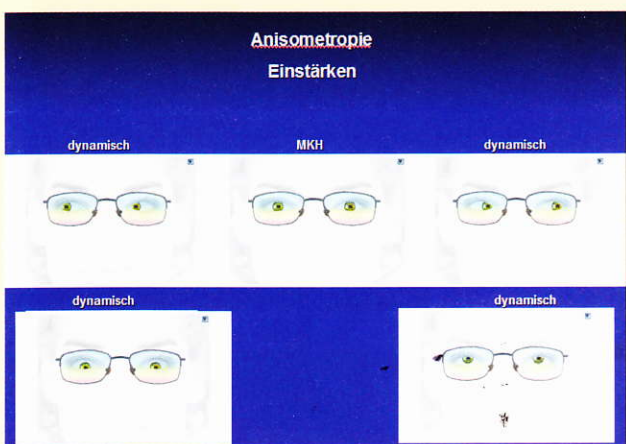 Anisometropie
Einstärken
dynamisch
MKH
dynamisch
dynamisch
dynamisch